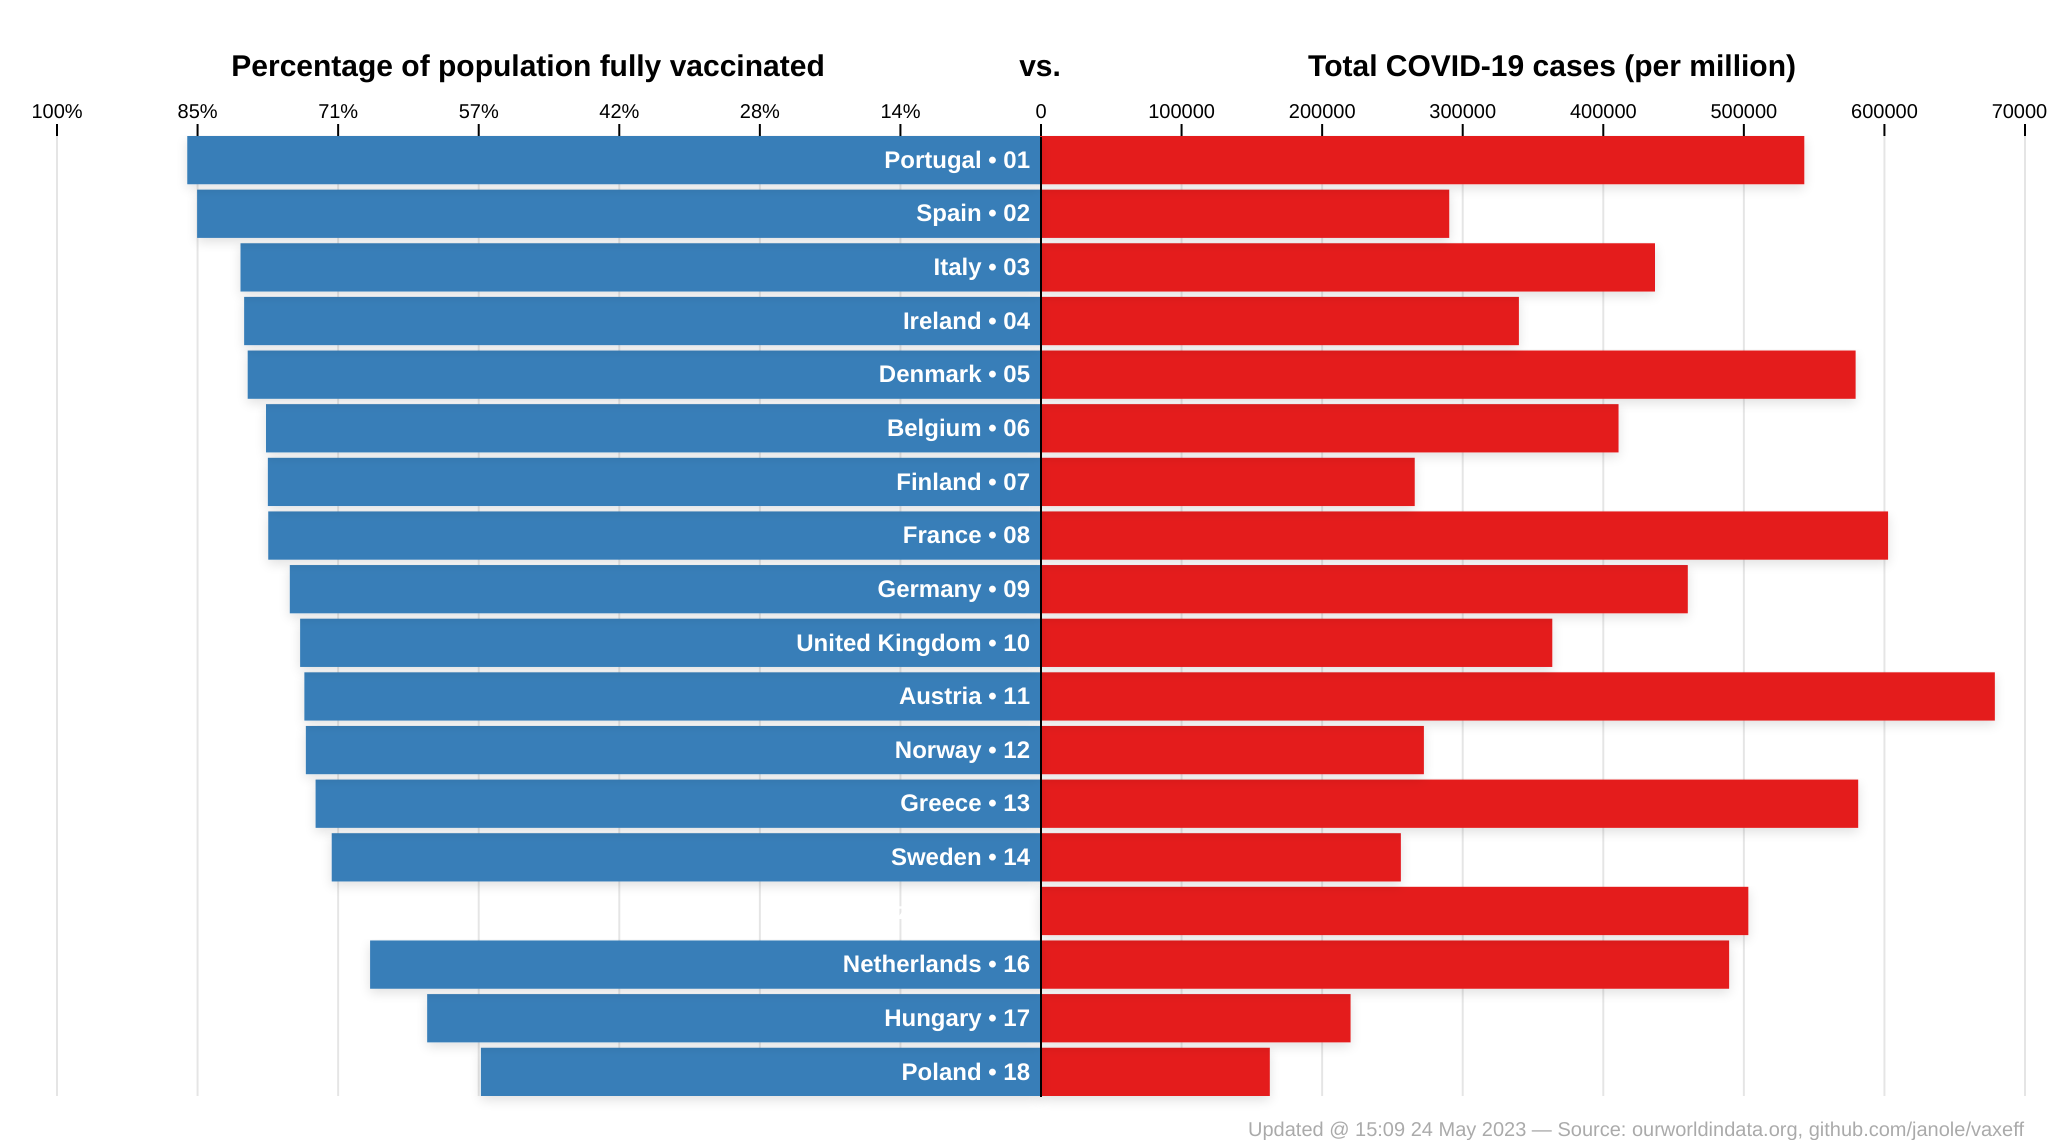 Percentage of population fully vaccinated vs. Total COVID-19 cases (per million)
100% 85% 71% 57% 42% 28% 14% 0 100000 200000 300000 400000 500000 600000 70000
Portugal • 01
Spain • 02
Italy • 03
Ireland • 04
Denmark • 05
Belgium • 06
Finland • 07
France • 08
Germany • 09
United Kingdom • 10
Austria • 11
Norway • 12
Greece • 13
Sweden • 14
Netherlands • 16
Hungary • 17
Poland • 18
Updated @ 15:09 24 May 2023 — Source: ourworldindata.org, github.com/janole/vaxeff